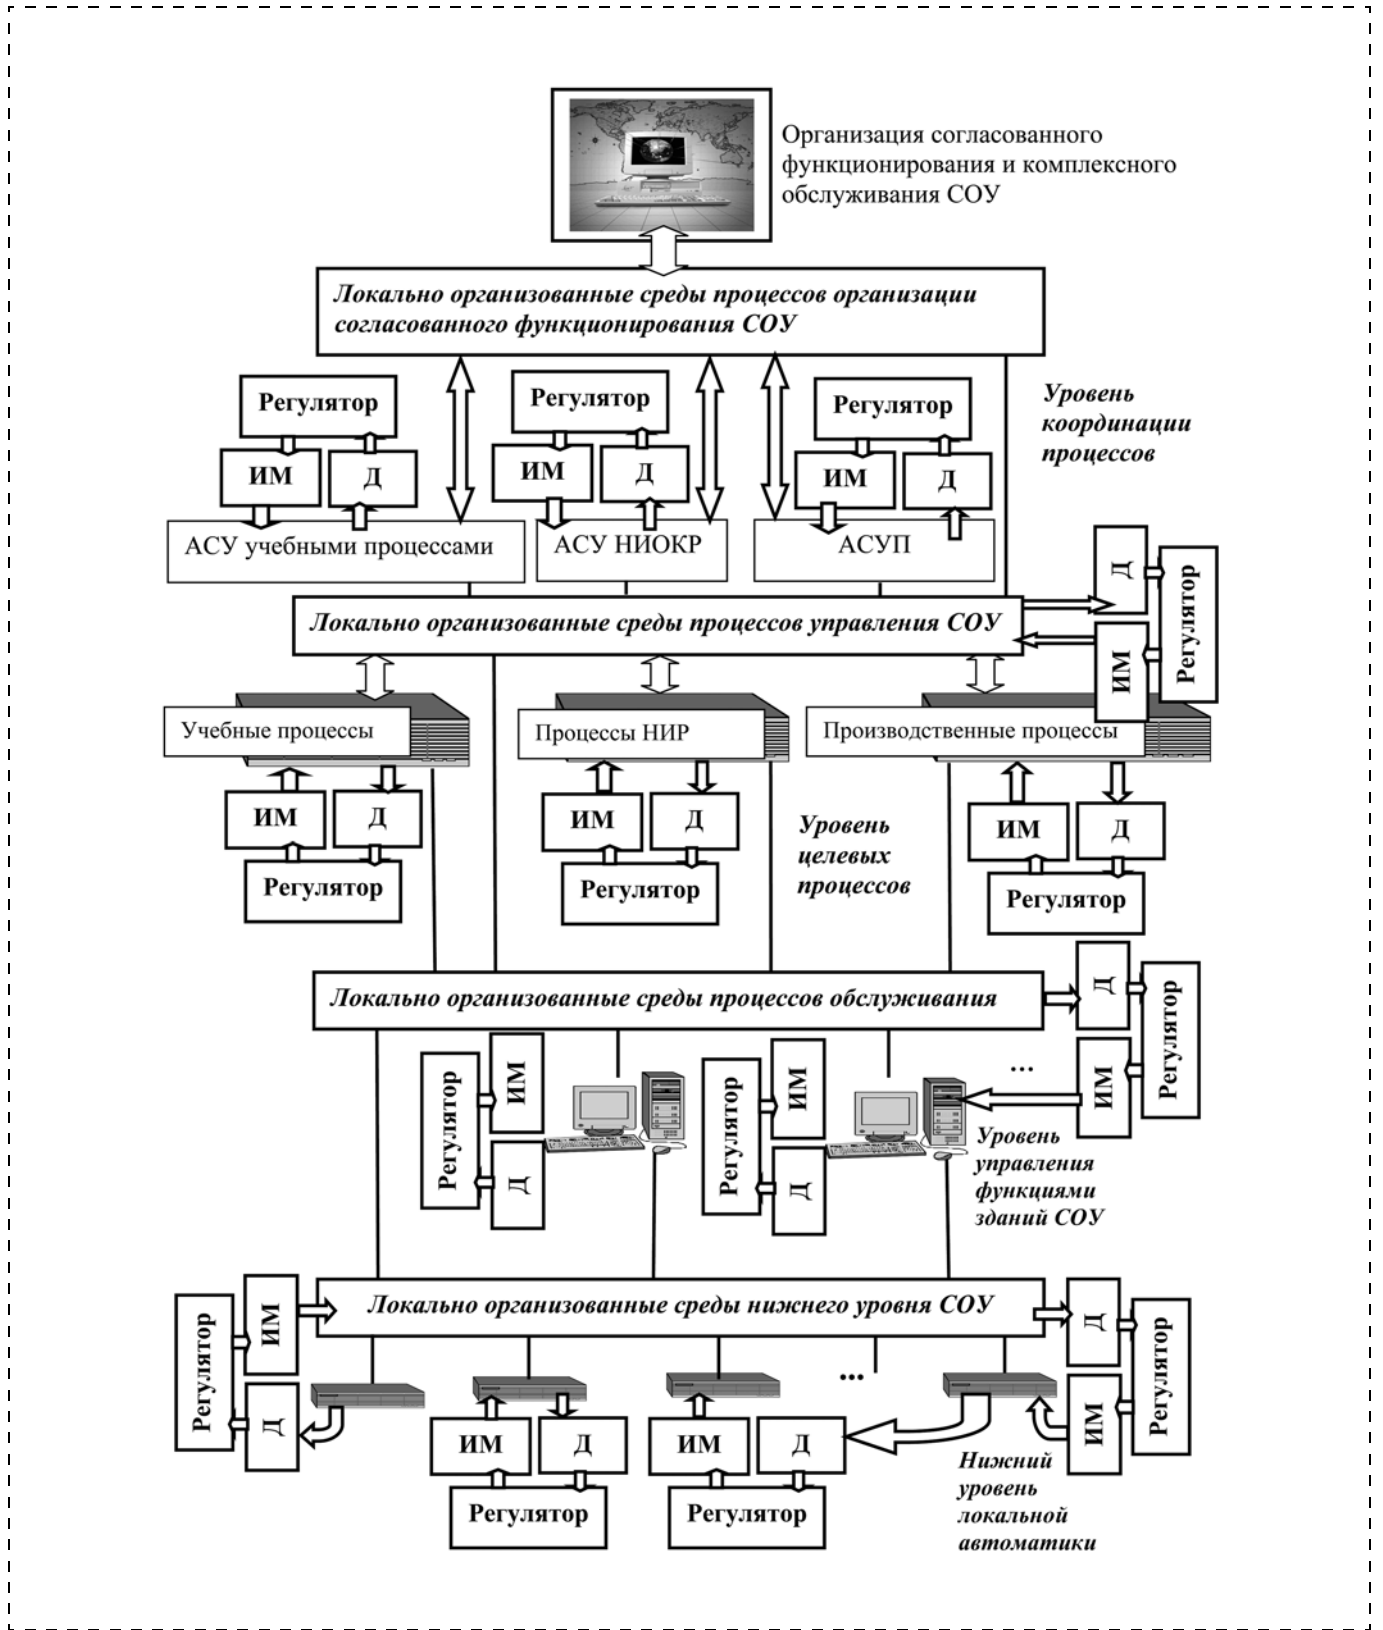 Организация согласованного
функционирования и комплексного
обслуживания СОУ
Локально организованные среды процессов организации
согласованного функционирования СОУ
Регулятор
ИМ
Д
Регулятор
ИМ
Д
Регулятор
ИМ
Д
Уровень
координации
процессов
АСУ учебными процессами
АСУ НИОКР
АСУП
Д
Регулятор
ИМ
Локально организованные среды процессов управления СОУ
Учебные процессы
Процессы НИР
Производственные процессы
ИМ
Д
Регулятор
ИМ
Д
Регулятор
Уровень
целевых
процессов
ИМ
Д
Регулятор
Локально организованные среды процессов обслуживания
Д
Регулятор
ИМ
Регулятор
ИМ
Д
Регулятор
ИМ
Д
...
Уровень
управления
функциями
зданий СОУ
Локально организованные среды нижнего уровня СОУ
Регулятор
ИМ
Д
Д
Регулятор
ИМ
...
ИМ
Д
Регулятор
ИМ
Д
Регулятор
Нижний
уровень
локальной
автоматики